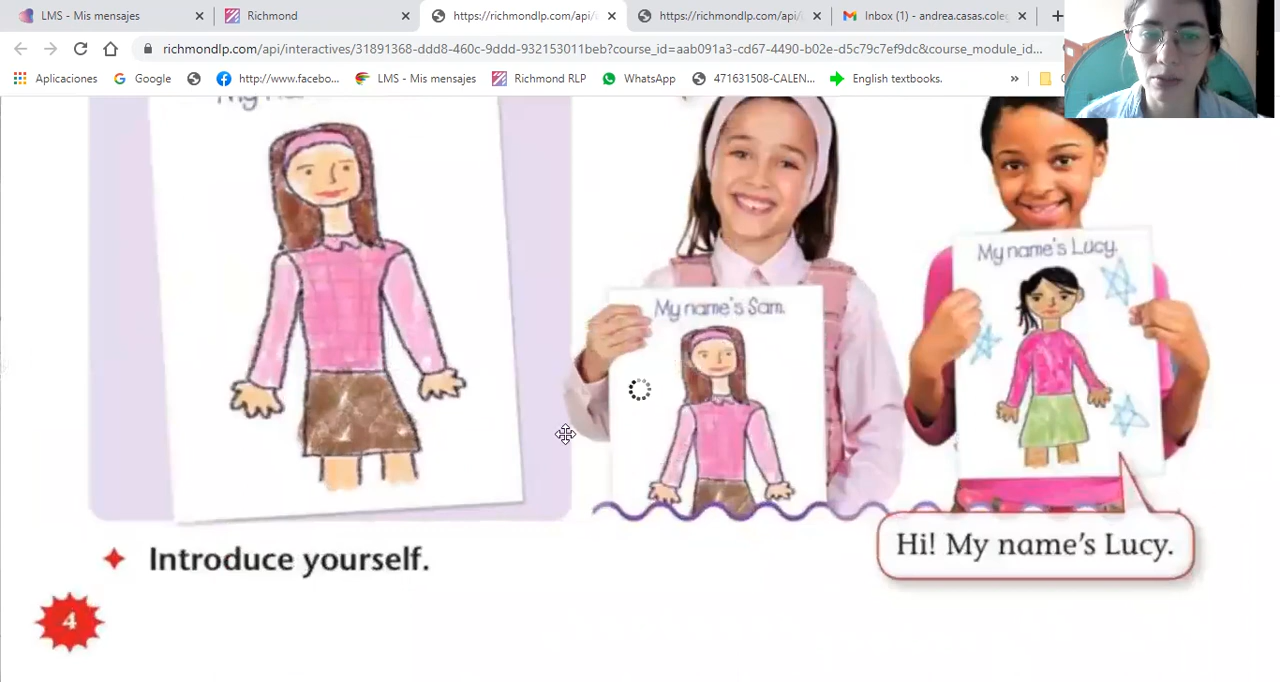 LMS - Mis mensajes
Richmond
https://richmondlp.com/api/i
https://richmondlp.com/api/
Inbox (1) - andrea.casas.cole
richmondlp.com/api/interactives/31891368-ddd8-460c-9ddd-932153011beb?course_id=aab091a3-cd67-4490-b02e-d5c79c7ef9dc&course_module_id...
Aplicaciones
Google
http://www.facebo...
LMS - Mis mensajes
Richmond RLP
WhatsApp
471631508-CALEN...
English textbooks.
»
My name's Sam.
My name's Lucy.
Hi! My name's Lucy.
Introduce yourself.
4